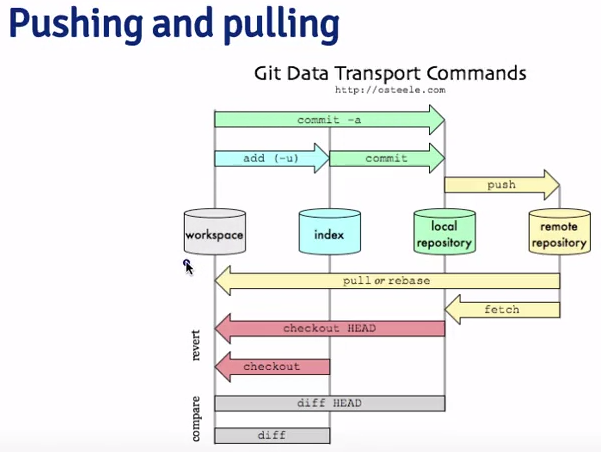 Pushing and pulling
Git Data Transport Commands
http://osteele.com
commit -a
add (-u)
commit
push
workspace
index
local
repository
remote
repository
pull or rebase
fetch
revert
checkout HEAD
checkout
compare
diff HEAD
diff